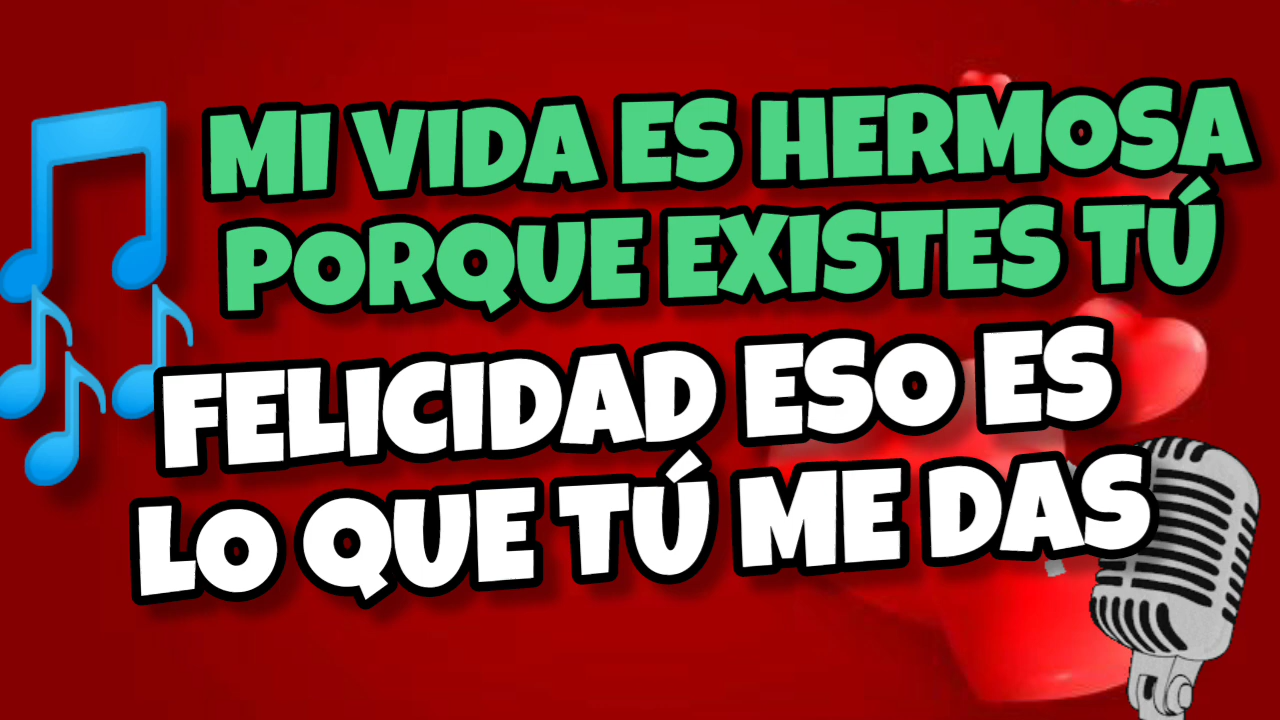 MI VIDA ES HERMOSA
PORQUE EXISTES TÚ
FELICIDAD ESO ES
LO QUE TÚ ME DAS